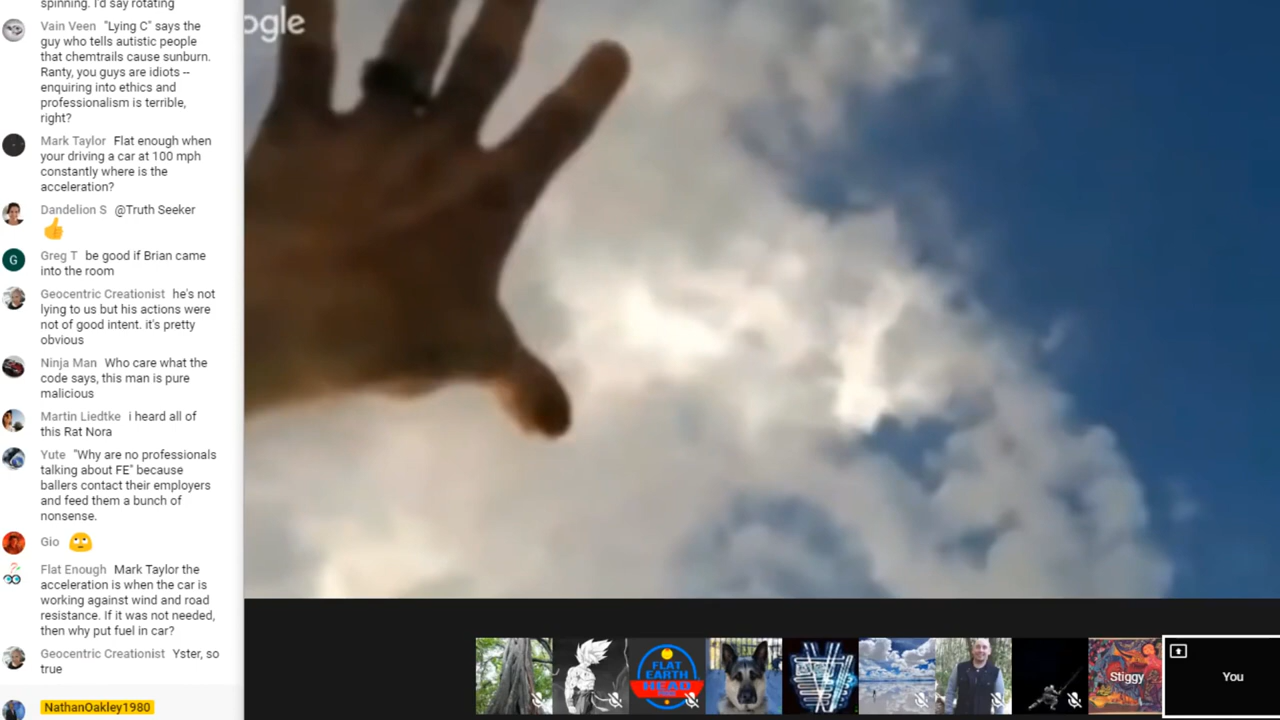 spinning. I'd say rotating
Vain Veen "Lying C" says the
guy who tells autistic people
that chemtrails cause sunburn.
Ranty, you guys are idiots --
enquiring into ethics and
professionalism is terrible,
right?
Mark Taylor Flat enough when
your driving a car at 100 mph
constantly where is the
acceleration?
Dandelion S @Truth Seeker
G
Greg T be good if Brian came
into the room
Geocentric Creationist he's not
lying to us but his actions were
not of good intent. it's pretty
obvious
Ninja Man Who care what the
code says, this man is pure
malicious
Martin Liedtke i heard all of
this Rat Nora
Yute "Why are no professionals
talking about FE" because
ballers contact their employers
and feed them a bunch of
nonsense.
Gio
Flat Enough Mark Taylor the
acceleration is when the car is
working against wind and road
resistance. If it was not needed,
then why put fuel in car?
Geocentric Creationist Yster, so
true
NathanOakley1980
ogle
FLAT
EARTH
HEAD
Stiggy
You